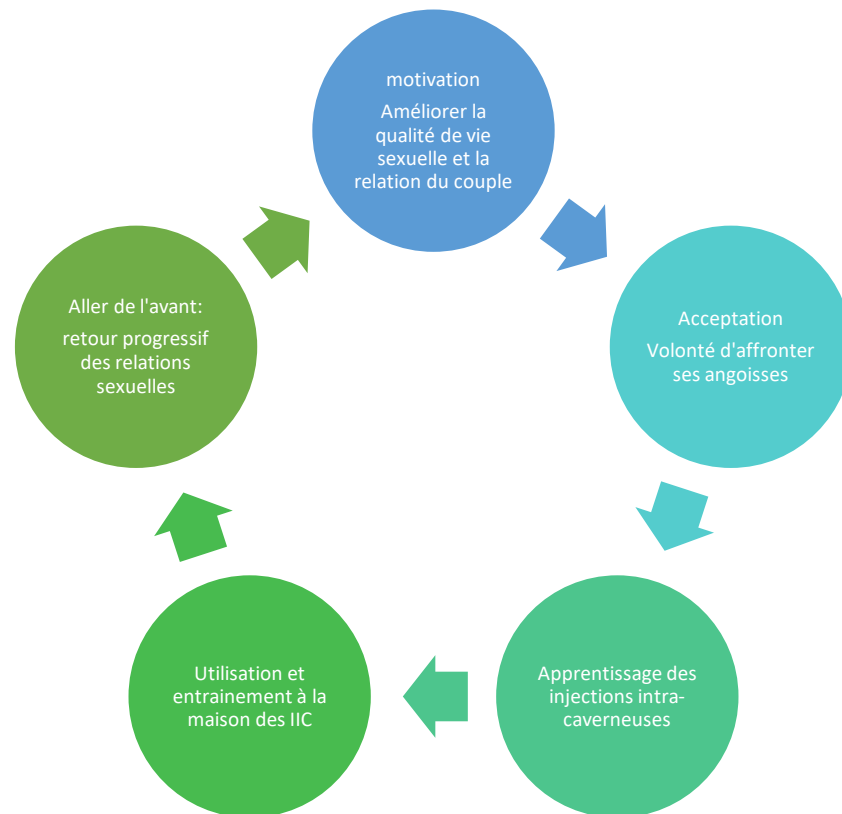 motivation
Améliorer la
qualité de vie
sexuelle et la
relation du couple
Acceptation
Volonté d'affronter
ses angoisses
Apprentissage des
injections intra-
caverneuses
Utilisation et
entrainement à la
maison des IIC
Aller de l'avant:
retour progressif
des relations
sexuelles